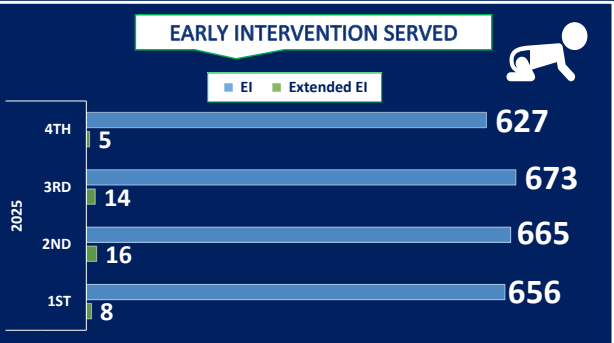 EARLY INTERVENTION SERVED
EI Extended EI
4TH 627
5
3RD 673
14
2025
2ND 665
16
1ST 656
8